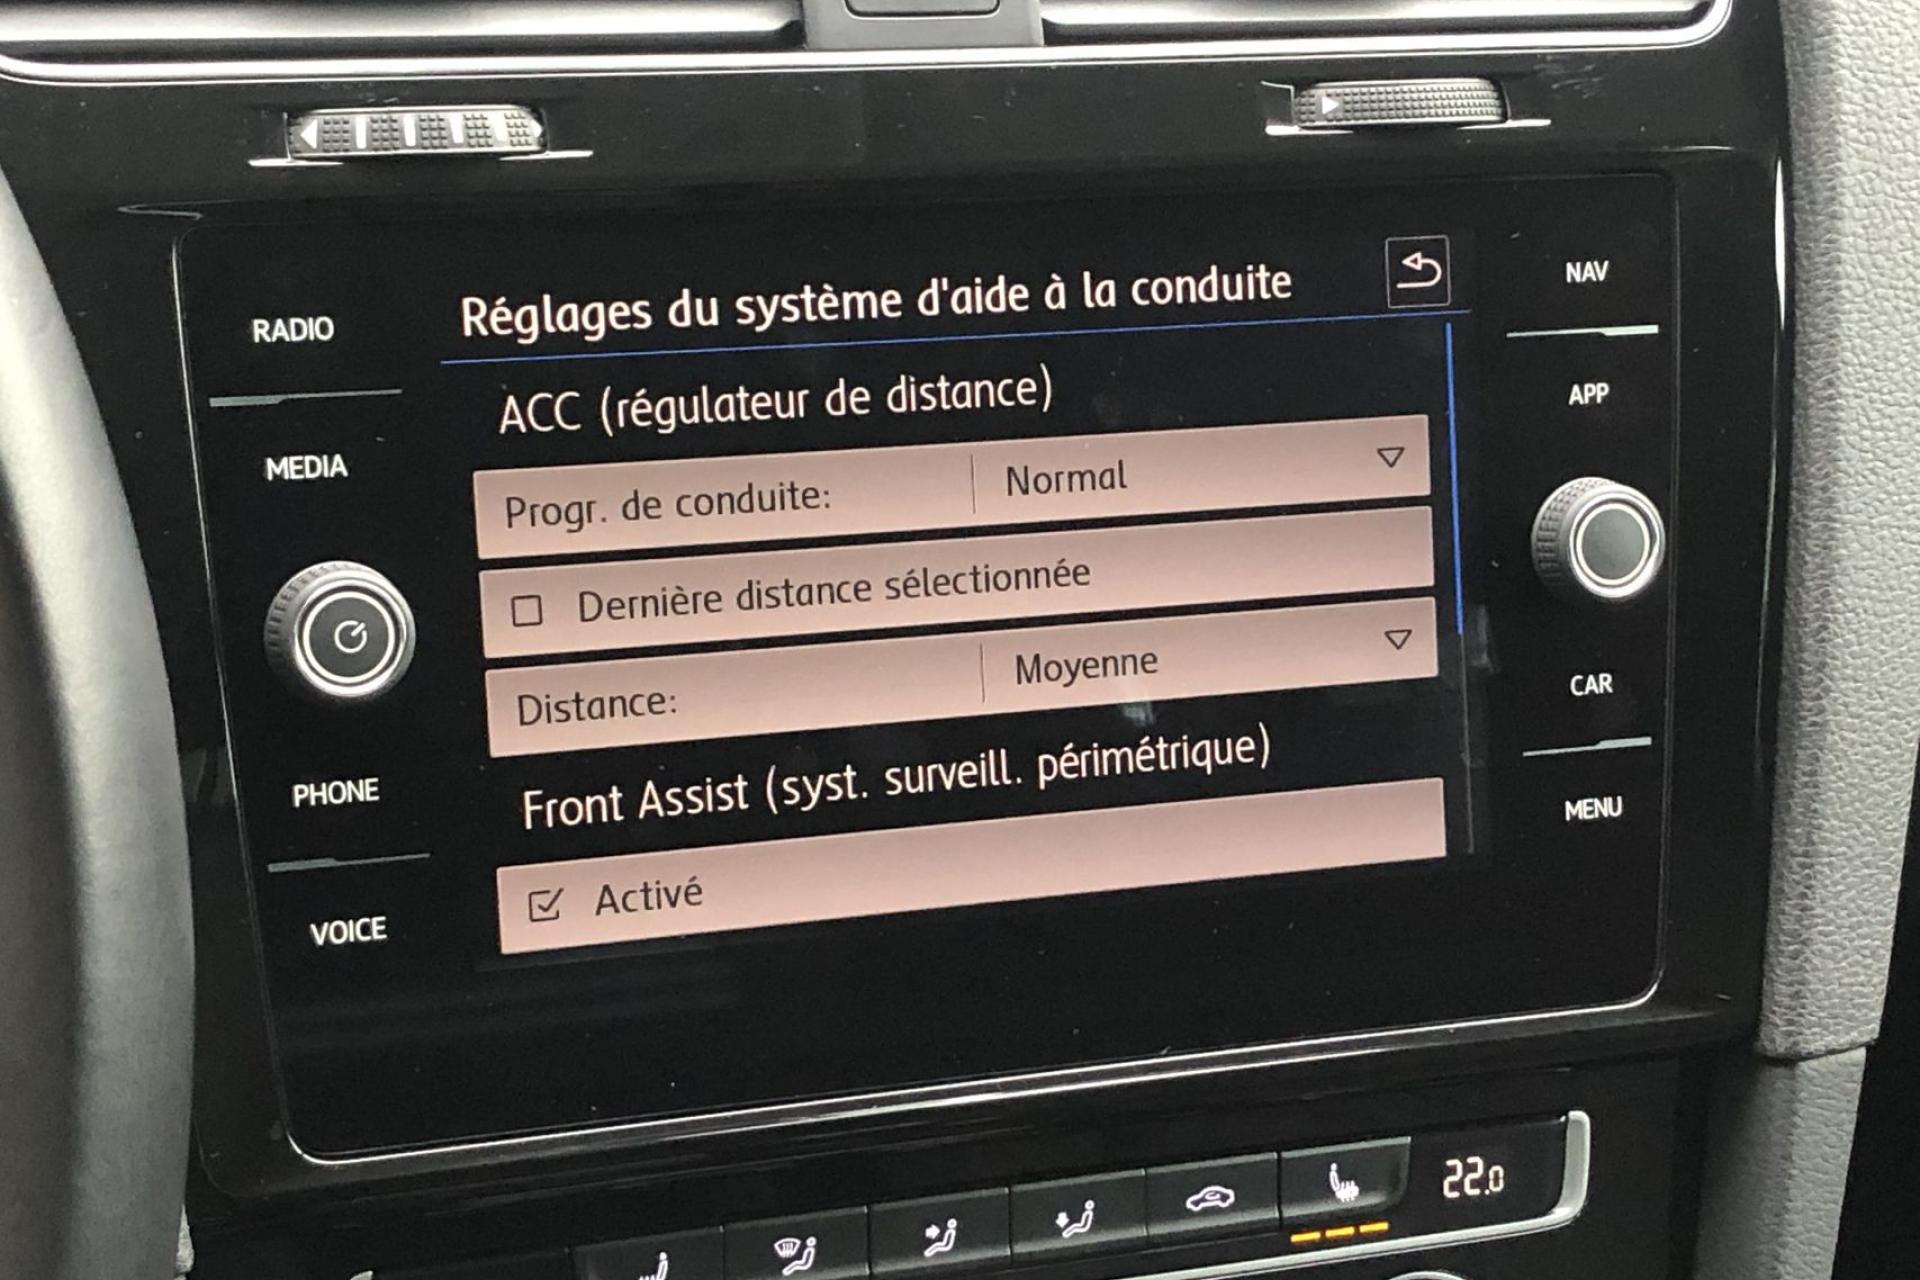 RADIO
MEDIA
PHONE
VOICE
Réglages du système d'aide à la conduite
ACC (régulateur de distance)
Progr. de conduite: Normal
Dernière distance sélectionnée
Distance: Moyenne
Front Assist (syst. surveill. périmétrique)
Activé
NAV
APP
CAR
MENU
22.0